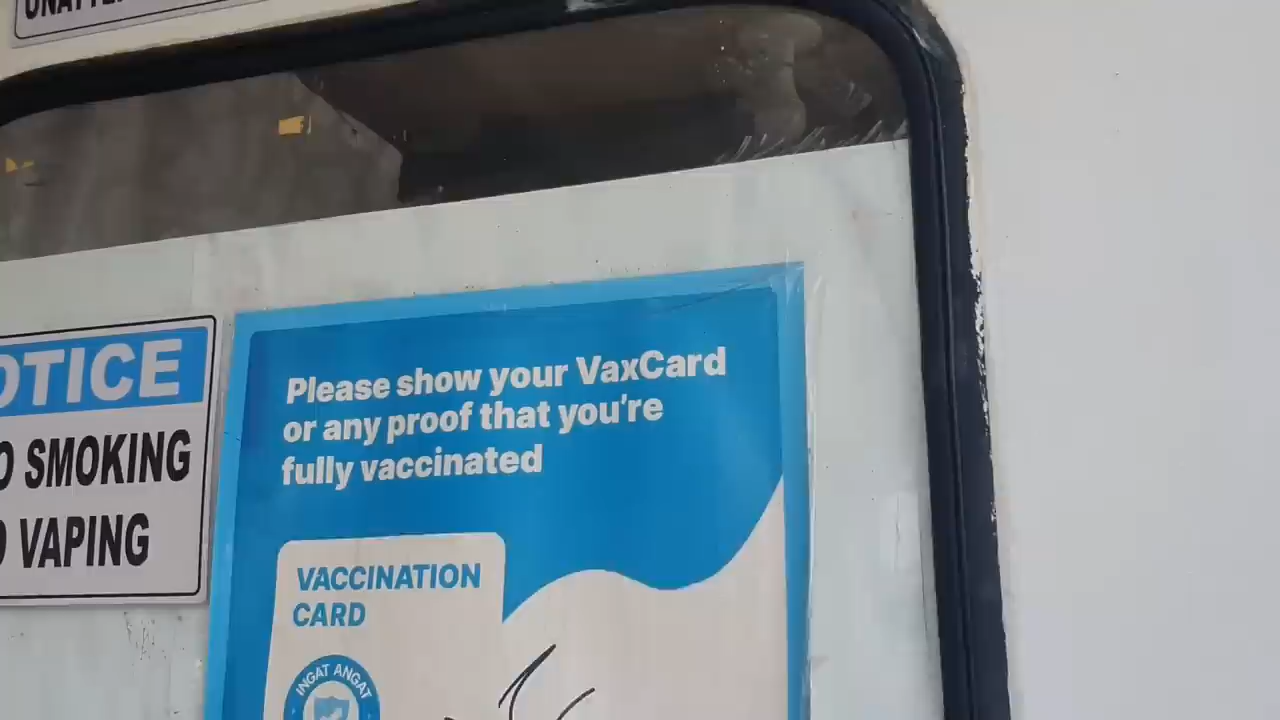 OTICE
SMOKING
VAPING
Please show your VaxCard
or any proof that you're
fully vaccinated
VACCINATION
CARD
INGAT ANGAT